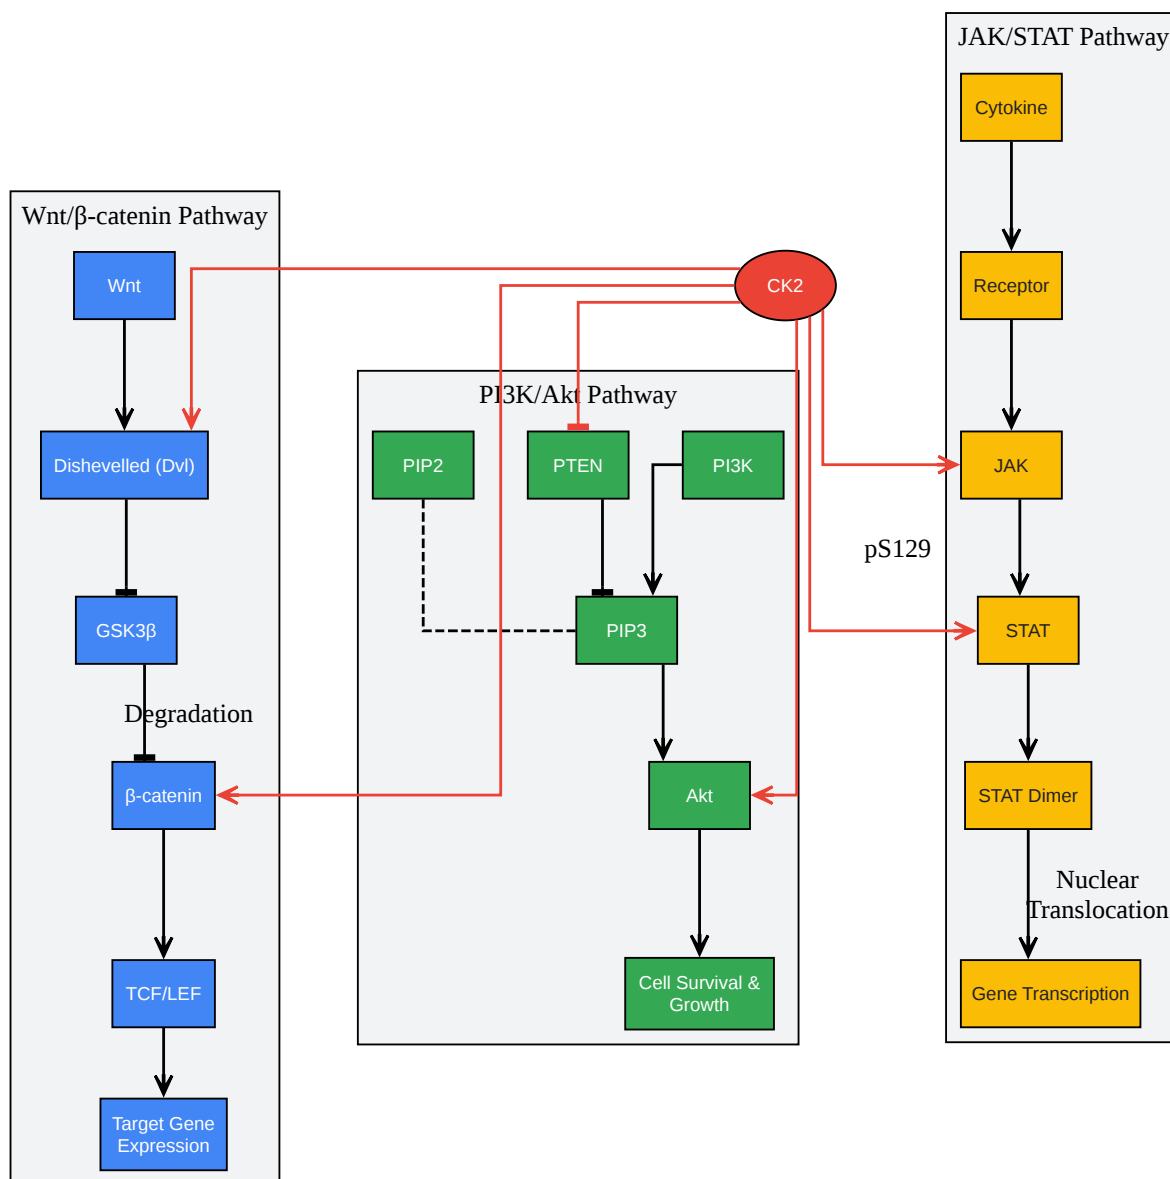 JAK/STAT Pathway
Cytokine
Wnt/β-catenin Pathway
Wnt
CK2
Receptor
PI3K/Akt Pathway
Dishevelled (Dvl)
PIP2
PTEN
PI3K
JAK
pS129
GSK3β
PIP3
STAT
Degradation
β-catenin
Akt
STAT Dimer
Nuclear
Translocation
TCF/LEF
Cell Survival &
Growth
Gene Transcription
Target Gene
Expression